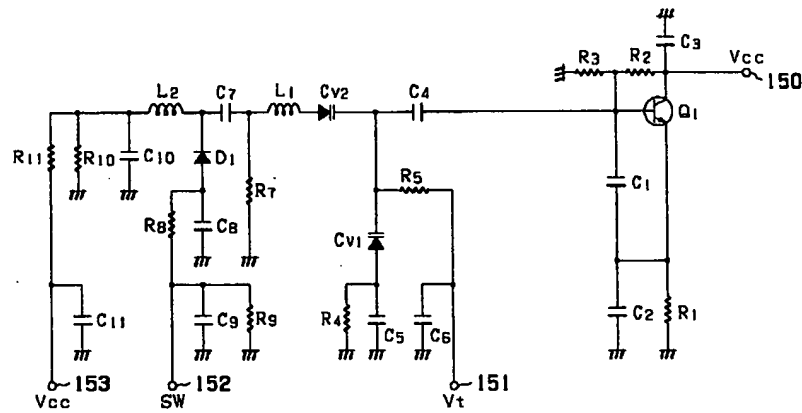 C3
R3
R2
Vcc
150
L2
C7
L1
Cv2
C4
Q1
R11
R10
C10
D1
R7
R5
C1
R8
C8
Cv1
C11
C9
R9
R4
C5
C6
C2
R1
153
Vcc
152
SW
151
Vt